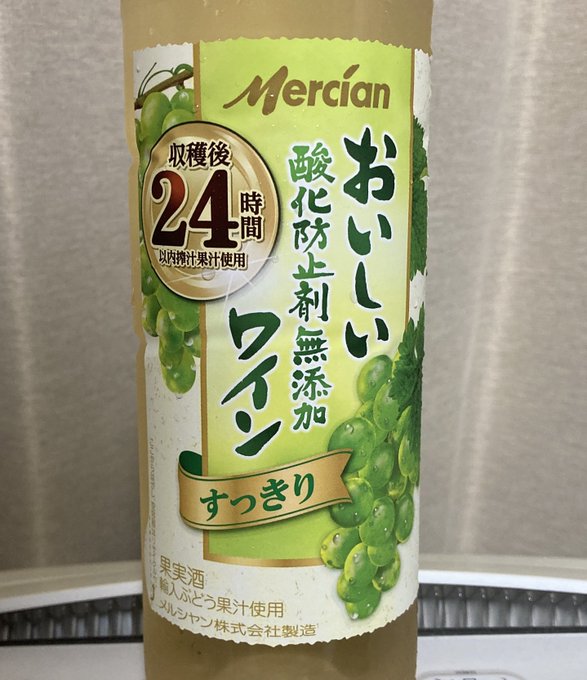 Mercian
おいしい
酸化防止剤無添加
ワイン
収穫後
24時間
以内搾汁果汁使用
すっきり
果実酒
輸入ぶどう果汁使用
メルシャン株式会社製造